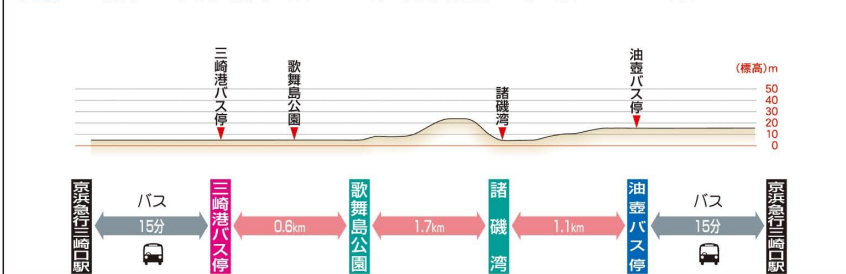 三崎港バス停
歌舞島公園
諸磯湾
油壺バス停
(標高)m
50
40
30
20
10
0
京浜急行三崎口駅
バス
15分
三崎港バス停
0.6km
歌舞島公園
1.7km
諸磯湾
1.1km
油壺バス停
バス
15分
京浜急行三崎口駅